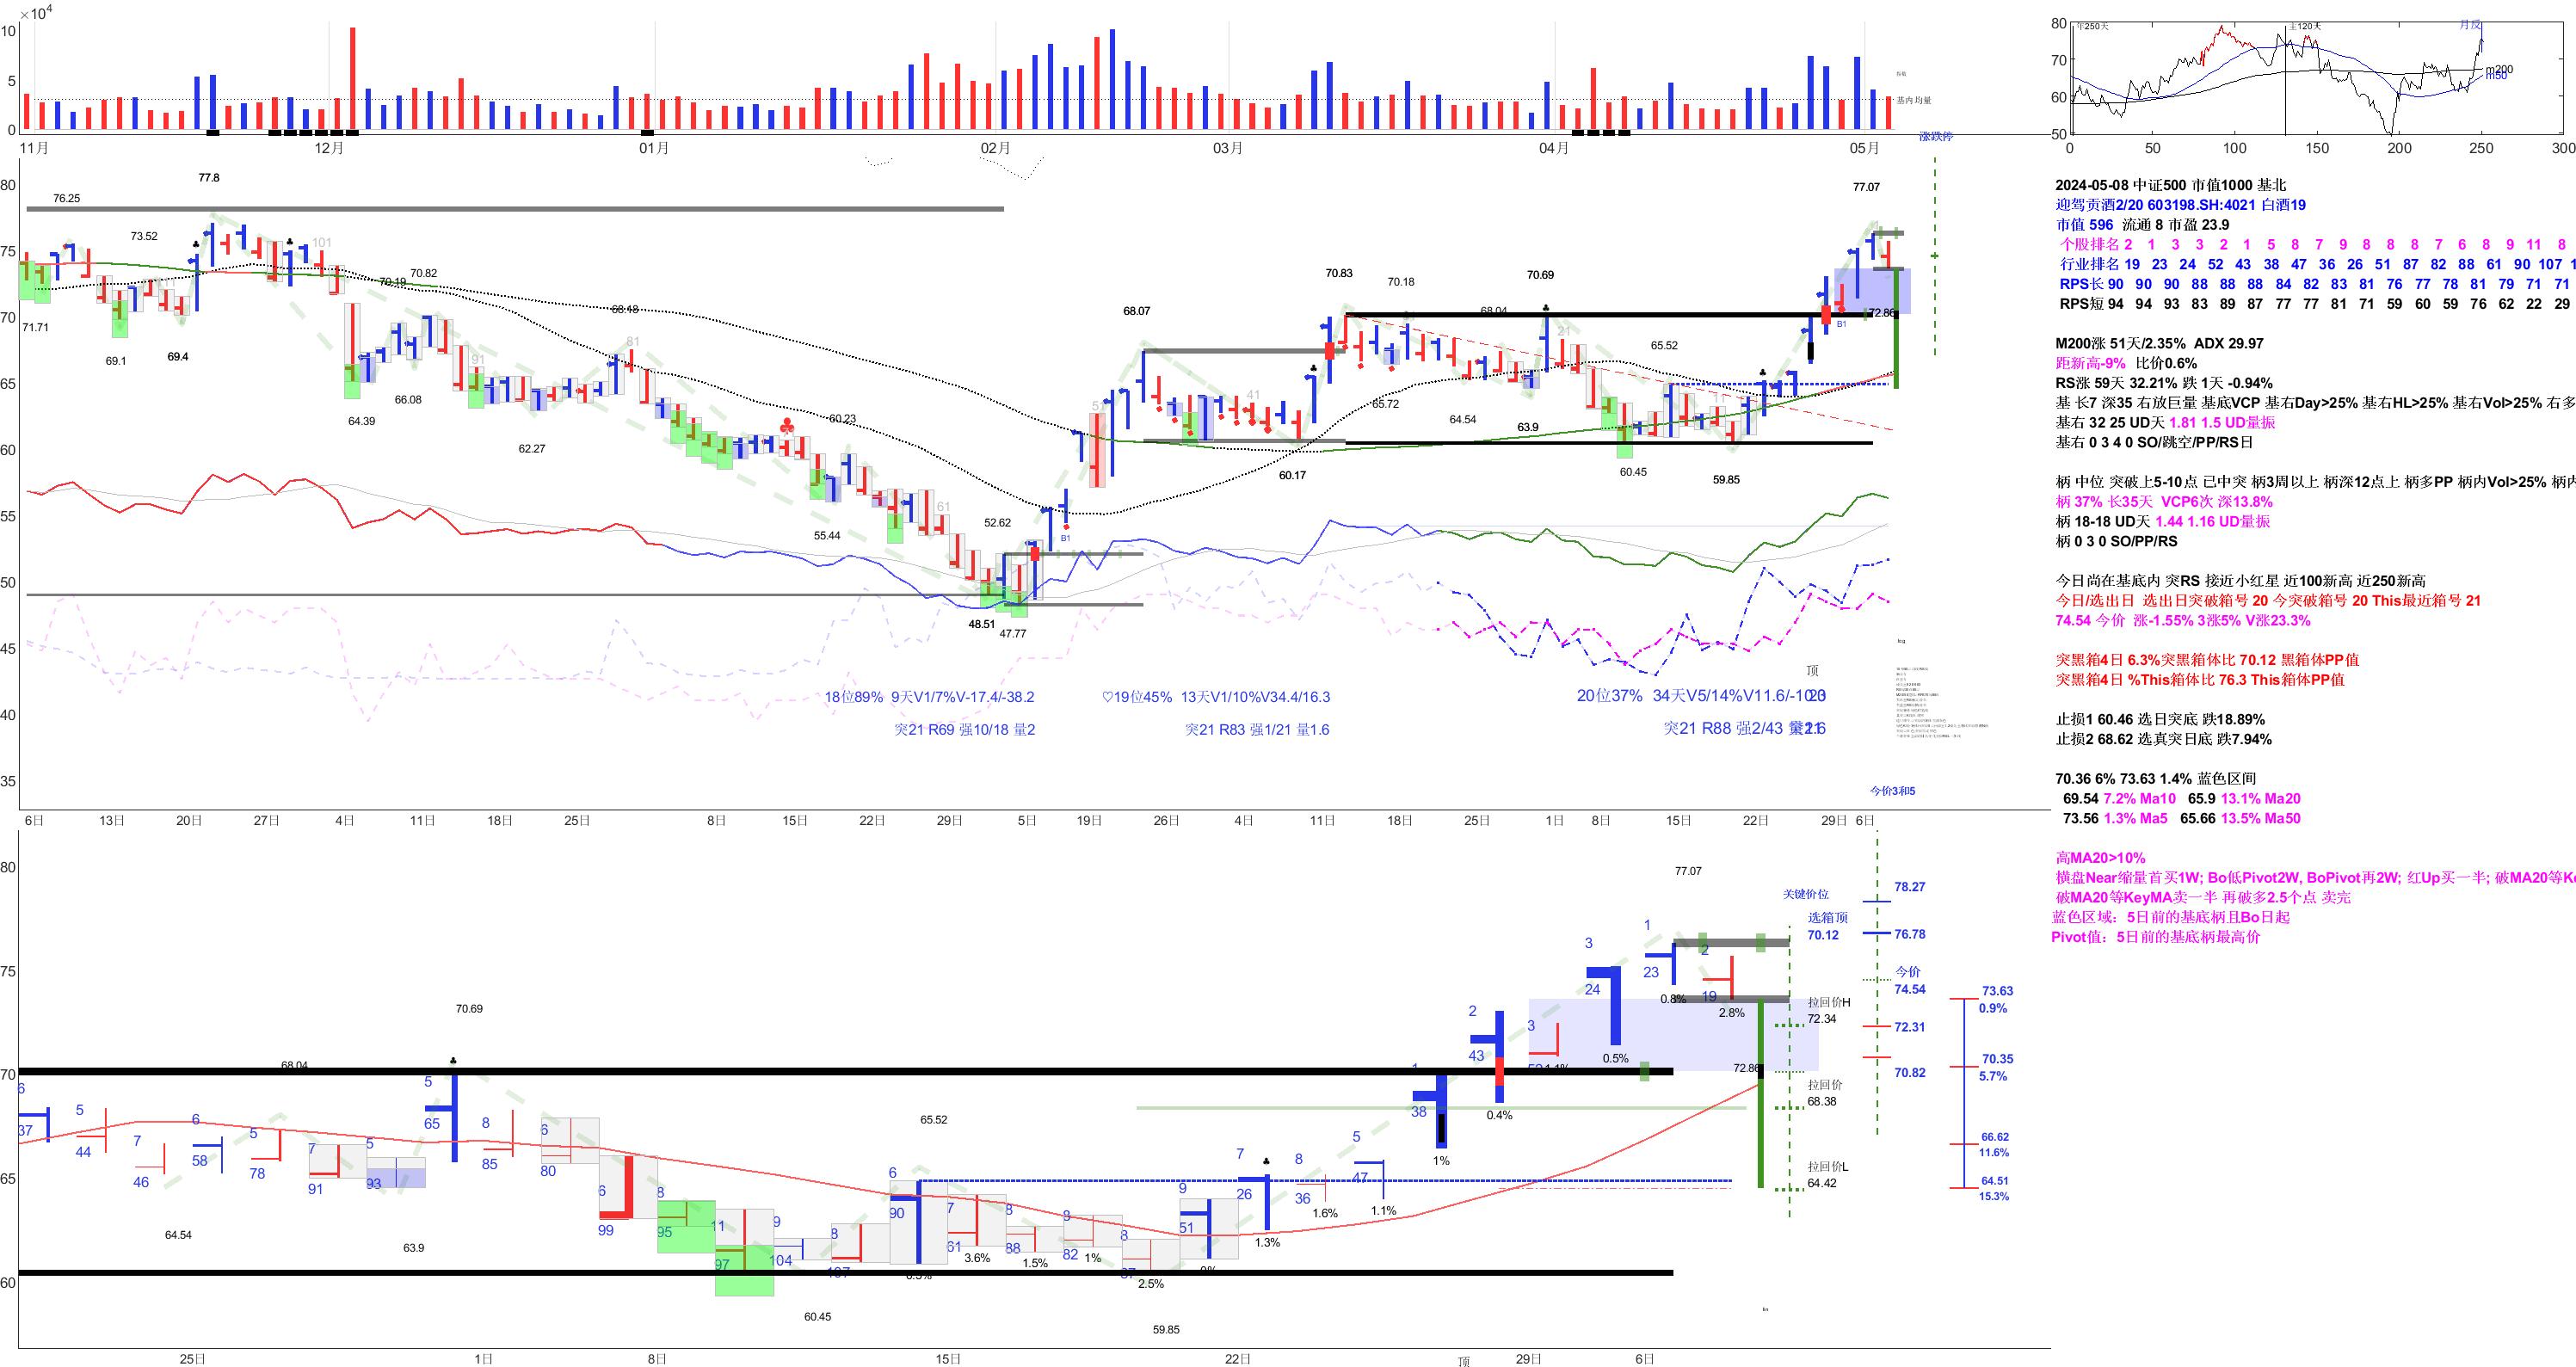 ×10⁴
10
5
0
基内均量
涨跌停
11月 12月 01月 02月 03月 04月 05月
80
75
70
65
60
55
50
45
40
35
76.25 77.8 73.52 71.71 69.1 69.4 101
70.19 70.82 64.39 66.08 91 62.27 68.48 81
60.23 55.44 61 52.62 48.51 47.77 B1
68.07 41 60.17 70.83 70.18 65.72 64.54 68.04 70.69 21 63.9
65.52 60.45 11 59.85 77.07 B1 72.86
顶
18位89% 9天V1/7%V-17.4/-38.2
♡19位45% 13天V1/10%V34.4/16.3
突21 R69 强10/18 量2
突21 R83 强1/21 量1.6
突21 R88 强2/43
今价3和5
6日 13日 20日 27日 4日 11日 18日 25日 8日 15日 22日 29日 5日 19日 26日 4日 11日 18日 25日 1日 8日 15日 22日 29日 6日
80
75
70
65
60
68.04 70.69 64.54 63.9 60.45 65.52 59.85 77.07 72.86
6 5 7 6 5 7 5 5 8 6 6 8 11 9 8 6 7 8 8 8 9 7 8 5 1 2 3 3 1 2
37 44 46 58 78 91 93 65 85 80 99 95 97 104 90 61 88 82 51 26 36 47 38 43 24 23 19
3.6% 1.5% 1% 2.5% 1.3% 1.6% 1.1% 1% 0.4% 0.5% 0.8% 2.8%
关键价位
选箱顶
70.12
拉回价H
72.34
拉回价
68.38
拉回价L
64.42
78.27
76.78
今价
74.54
72.31
70.82
73.63
0.9%
70.35
5.7%
66.62
11.6%
64.51
15.3%
25日 1日 8日 15日 22日 顶 29日 6日
80
70
60
50
年250天
主120天
月反
m200
m50
0 50 100 150 200 250 300
2024-05-08 中证500 市值1000 基北
迎驾贡酒2/20 603198.SH:4021 白酒19
市值 596 流通 8 市盈 23.9
个股排名 2 1 3 3 2 1 5 8 7 9 8 8 8 7 6 8 9 11 8
行业排名 19 23 24 52 43 38 47 36 26 51 87 82 88 61 90 107 1
RPS长 90 90 90 88 88 88 84 82 83 81 76 77 78 81 79 71 71
RPS短 94 94 93 83 89 87 77 77 81 71 59 60 59 76 62 22 29
M200涨 51天/2.35% ADX 29.97
距新高-9% 比价0.6%
RS涨 59天 32.21% 跌 1天 -0.94%
基 长7 深35 右放巨量 基底VCP 基右Day>25% 基右HL>25% 基右Vol>25% 右多
基右 32 25 UD天 1.81 1.5 UD量振
基右 0 3 4 0 SO/跳空/PP/RS日
柄 中位 突破上5-10点 已中突 柄3周以上 柄深12点上 柄多PP 柄内Vol>25% 柄内
柄 37% 长35天 VCP6次 深13.8%
柄 18-18 UD天 1.44 1.16 UD量振
柄 0 3 0 SO/PP/RS
今日尚在基底内 突RS 接近小红星 近100新高 近250新高
今日/选出日 选出日突破箱号 20 今突破箱号 20 This最近箱号 21
74.54 今价 涨-1.55% 3涨5% V涨23.3%
突黑箱4日 6.3%突黑箱体比 70.12 黑箱体PP值
突黑箱4日 %This箱体比 76.3 This箱体PP值
止损1 60.46 选日突底 跌18.89%
止损2 68.62 选真突日底 跌7.94%
70.36 6% 73.63 1.4% 蓝色区间
69.54 7.2% Ma10 65.9 13.1% Ma20
73.56 1.3% Ma5 65.66 13.5% Ma50
高MA20>10%
横盘Near缩量首买1W; Bo低Pivot2W, BoPivot再2W; 红Up买一半; 破MA20等Ke
破MA20等KeyMA卖一半 再破多2.5个点 卖完
蓝色区域：5日前的基底柄且Bo日起
Pivot值：5日前的基底柄最高价